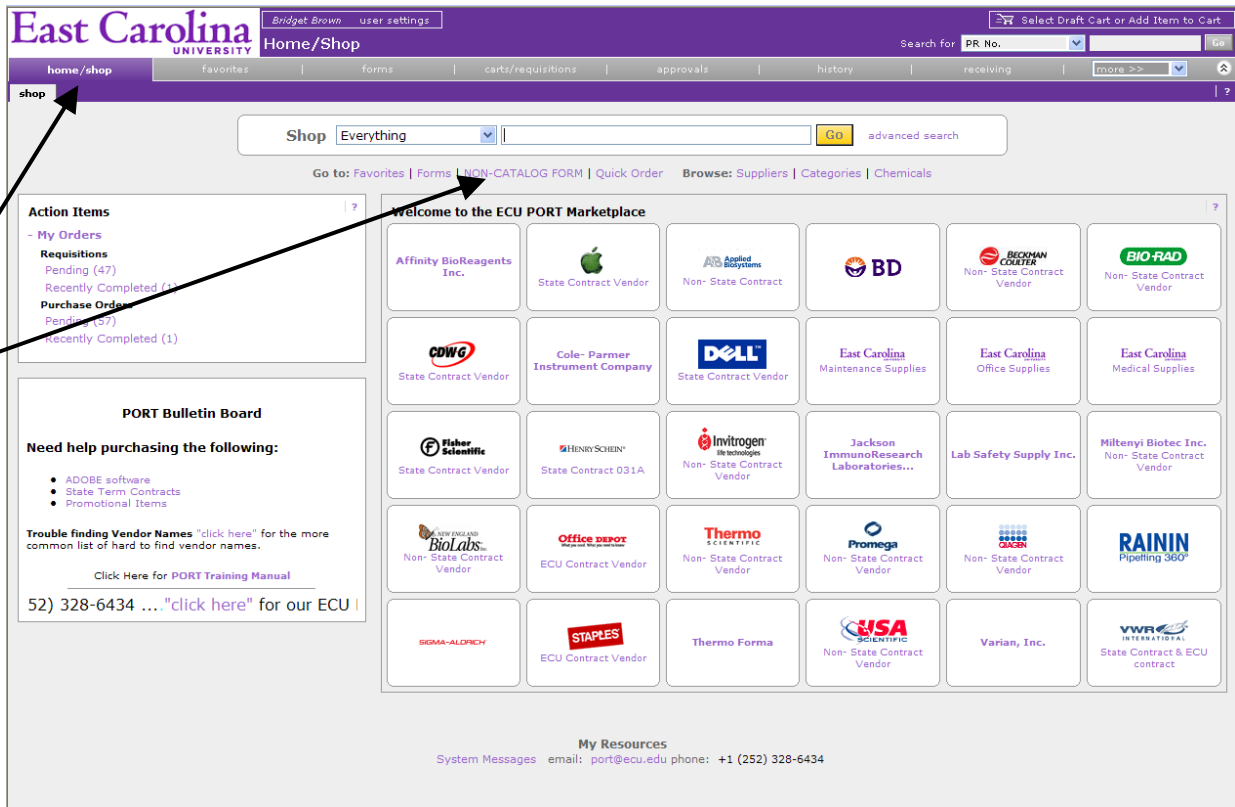 East Carolina
UNIVERSITY
Bridget Brown user settings
Select Draft Cart or Add Item to Cart
Home/Shop
Search for PR No. Go
home/shop favorites forms carts/requisitions approvals history receiving more >>
shop ?
Shop Everything Go advanced search
Go to: Favorites | Forms | NON-CATALOG FORM | Quick Order Browse: Suppliers | Categories | Chemicals
Action Items ?
- My Orders
Requisitions
Pending (47)
Recently Completed (1)
Purchase Orders
Pending (57)
Recently Completed (1)
PORT Bulletin Board
Need help purchasing the following:
ADOBE software
State Term Contracts
Promotional Items
Trouble finding Vendor Names "click here" for the more
common list of hard to find vendor names.
Click Here for PORT Training Manual
52) 328-6434 ...."click here" for our ECU
Welcome to the ECU PORT Marketplace ?
Affinity BioReagents
Inc.
State Contract Vendor
AB Applied
Biosystems
Non- State Contract
BD
BECKMAN
COULTER
Non- State Contract
Vendor
BIO-RAD
Non- State Contract
Vendor
CDWG
State Contract Vendor
Cole- Parmer
Instrument Company
DELL
State Contract Vendor
East Carolina
Maintenance Supplies
East Carolina
Office Supplies
East Carolina
Medical Supplies
Fisher
Scientific
State Contract Vendor
HENRY SCHEIN
State Contract 031A
Invitrogen
life technologies
Non- State Contract
Vendor
Jackson
ImmunoResearch
Laboratories...
Lab Safety Supply Inc.
Miltenyi Biotec Inc.
Non- State Contract
Vendor
NEW ENGLAND
BioLabs Inc.
Non- State Contract
Vendor
Office DEPOT
What you need. What you need to know.
ECU Contract Vendor
Thermo
SCIENTIFIC
Non- State Contract
Vendor
Promega
Non- State Contract
Vendor
QIAGEN
Non- State Contract
Vendor
RAININ
Pipetting 360°
SIGMA-ALDRICH
STAPLES
ECU Contract Vendor
Thermo Forma
USA
SCIENTIFIC
Non- State Contract
Vendor
Varian, Inc.
VWR
INTERNATIONAL
State Contract & ECU
contract
My Resources
System Messages email: port@ecu.edu phone: +1 (252) 328-6434